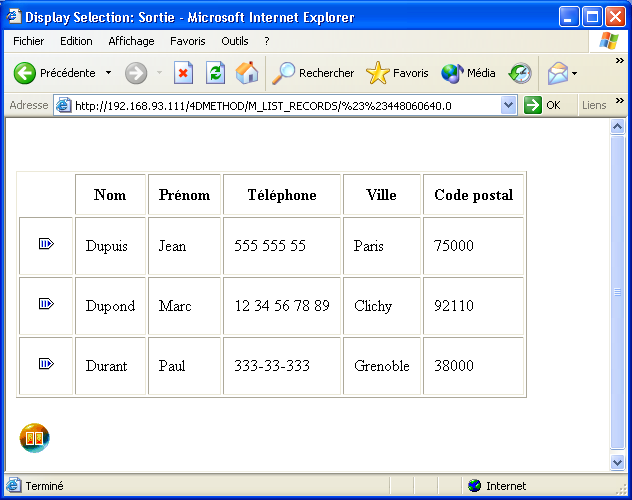 Display Selection: Sortie - Microsoft Internet Explorer
Fichier Edition Affichage Favoris Outils ?
Précédente Rechercher Favoris Média »
Adresse http://192.168.93.111/4DMETHOD/M_LIST_RECORDS/%23%23448060640.0 OK Liens »
Nom Prénom Téléphone Ville Code postal
Dupuis Jean 555 555 55 Paris 75000
Dupond Marc 12 34 56 78 89 Clichy 92110
Durant Paul 333-33-333 Grenoble 38000
Terminé Internet